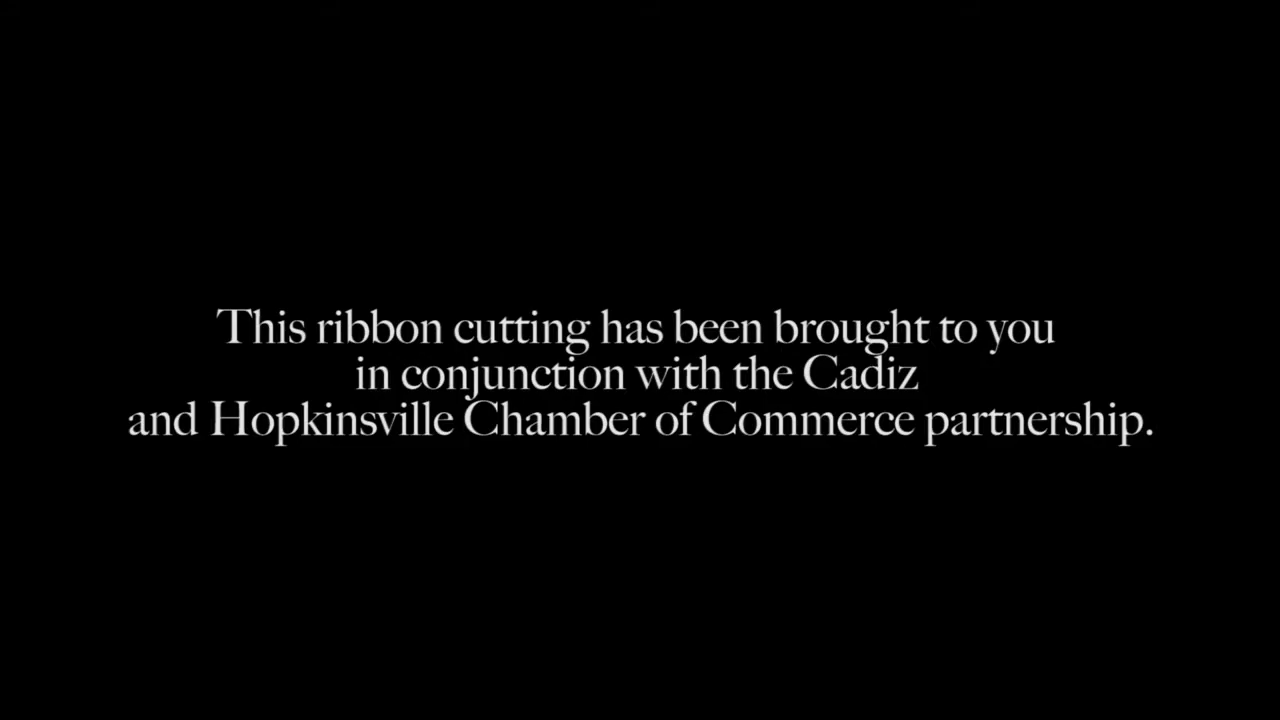 This ribbon cutting has been brought to you
in conjunction with the Cadiz
and Hopkinsville Chamber of Commerce partnership.